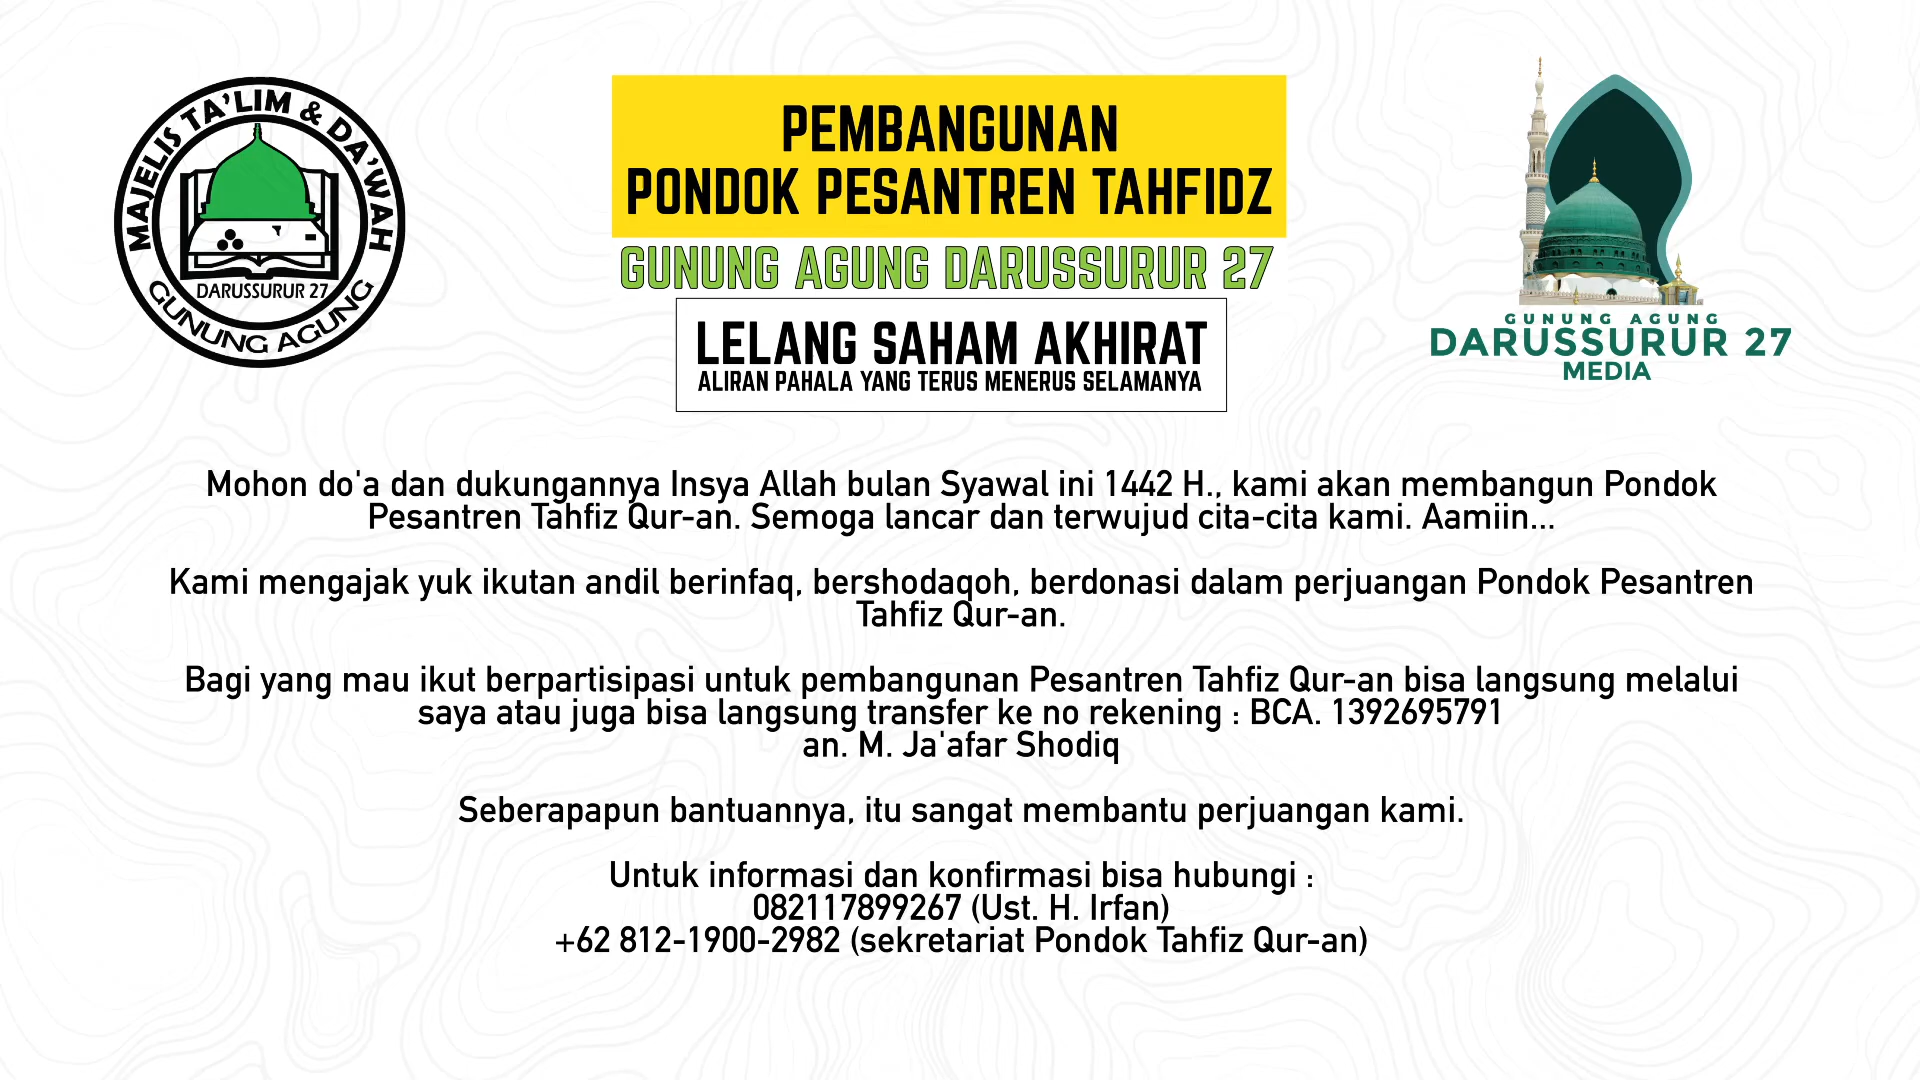 MAJELIS TA'LIM & DA'WAH
DARUSSURUR 27
GUNUNG AGUNG
PEMBANGUNAN
PONDOK PESANTREN TAHFIDZ
GUNUNG AGUNG DARUSSURUR 27
LELANG SAHAM AKHIRAT
ALIRAN PAHALA YANG TERUS MENERUS SELAMANYA
GUNUNG AGUNG
DARUSSURUR 27
MEDIA
Mohon do'a dan dukungannya Insya Allah bulan Syawal ini 1442 H., kami akan membangun Pondok
Pesantren Tahfiz Qur-an. Semoga lancar dan terwujud cita-cita kami. Aamiin...
Kami mengajak yuk ikutan andil berinfaq, bershodaqoh, berdonasi dalam perjuangan Pondok Pesantren
Tahfiz Qur-an.
Bagi yang mau ikut berpartisipasi untuk pembangunan Pesantren Tahfiz Qur-an bisa langsung melalui
saya atau juga bisa langsung transfer ke no rekening : BCA. 1392695791
an. M. Ja'afar Shodiq
Seberapapun bantuannya, itu sangat membantu perjuangan kami.
Untuk informasi dan konfirmasi bisa hubungi :
082117899267 (Ust. H. Irfan)
+62 812-1900-2982 (sekretariat Pondok Tahfiz Qur-an)